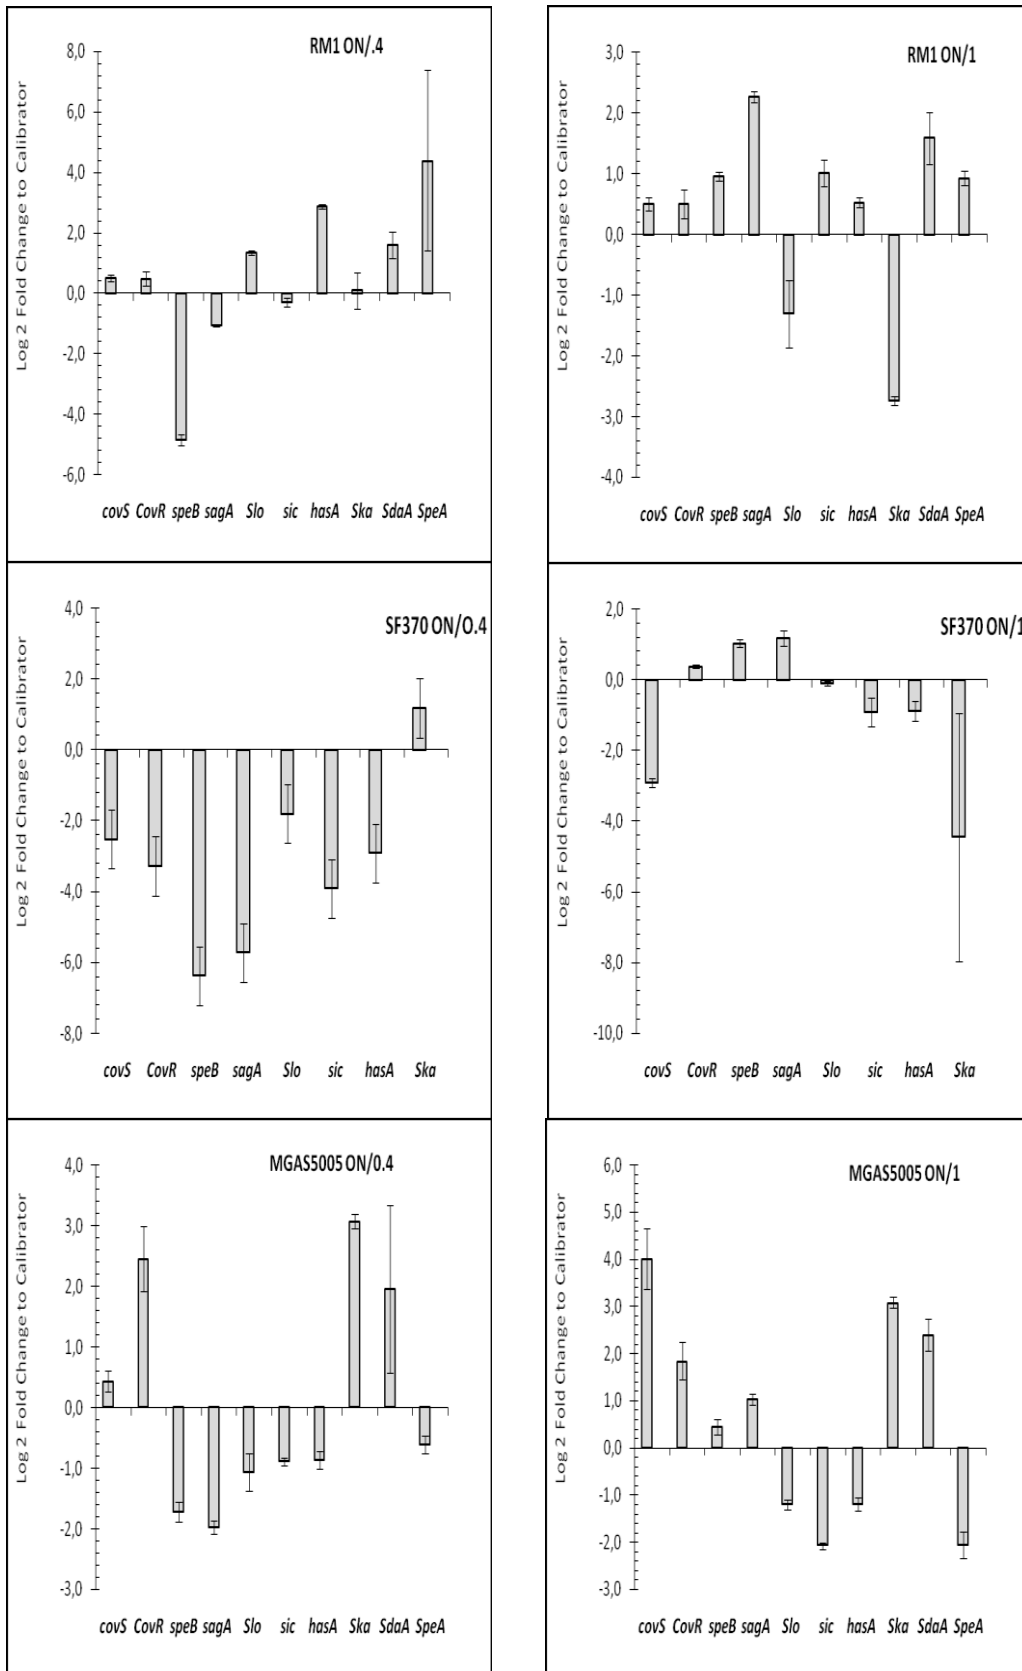 RM1 ON/.4
Log 2 Fold Change to Calibrator
8,0
6,0
4,0
2,0
0,0
-2,0
-4,0
-6,0
covS CovR speB sagA Slo sic hasA Ska SdaA SpeA
RM1 ON/1
Log 2 Fold Change to Calibrator
3,0
2,0
1,0
0,0
-1,0
-2,0
-3,0
-4,0
covS CovR speB sagA Slo sic hasA Ska SdaA SpeA
SF370 ON/O.4
Log 2 Fold Change to Calibrator
4,0
2,0
0,0
-2,0
-4,0
-6,0
-8,0
covS CovR speB sagA Slo sic hasA Ska
SF370 ON/1
Log 2 Fold Change to Calibrator
2,0
0,0
-2,0
-4,0
-6,0
-8,0
-10,0
covS CovR speB sagA Slo sic hasA Ska
MGAS5005 ON/0.4
Log 2 Fold Change to Calibrator
4,0
3,0
2,0
1,0
0,0
-1,0
-2,0
-3,0
covS CovR speB sagA Slo sic hasA Ska SdaA SpeA
MGAS5005 ON/1
Log 2 Fold Change to Calibrator
6,0
5,0
4,0
3,0
2,0
1,0
0,0
-1,0
-2,0
-3,0
covS CovR speB sagA Slo sic hasA Ska SdaA SpeA